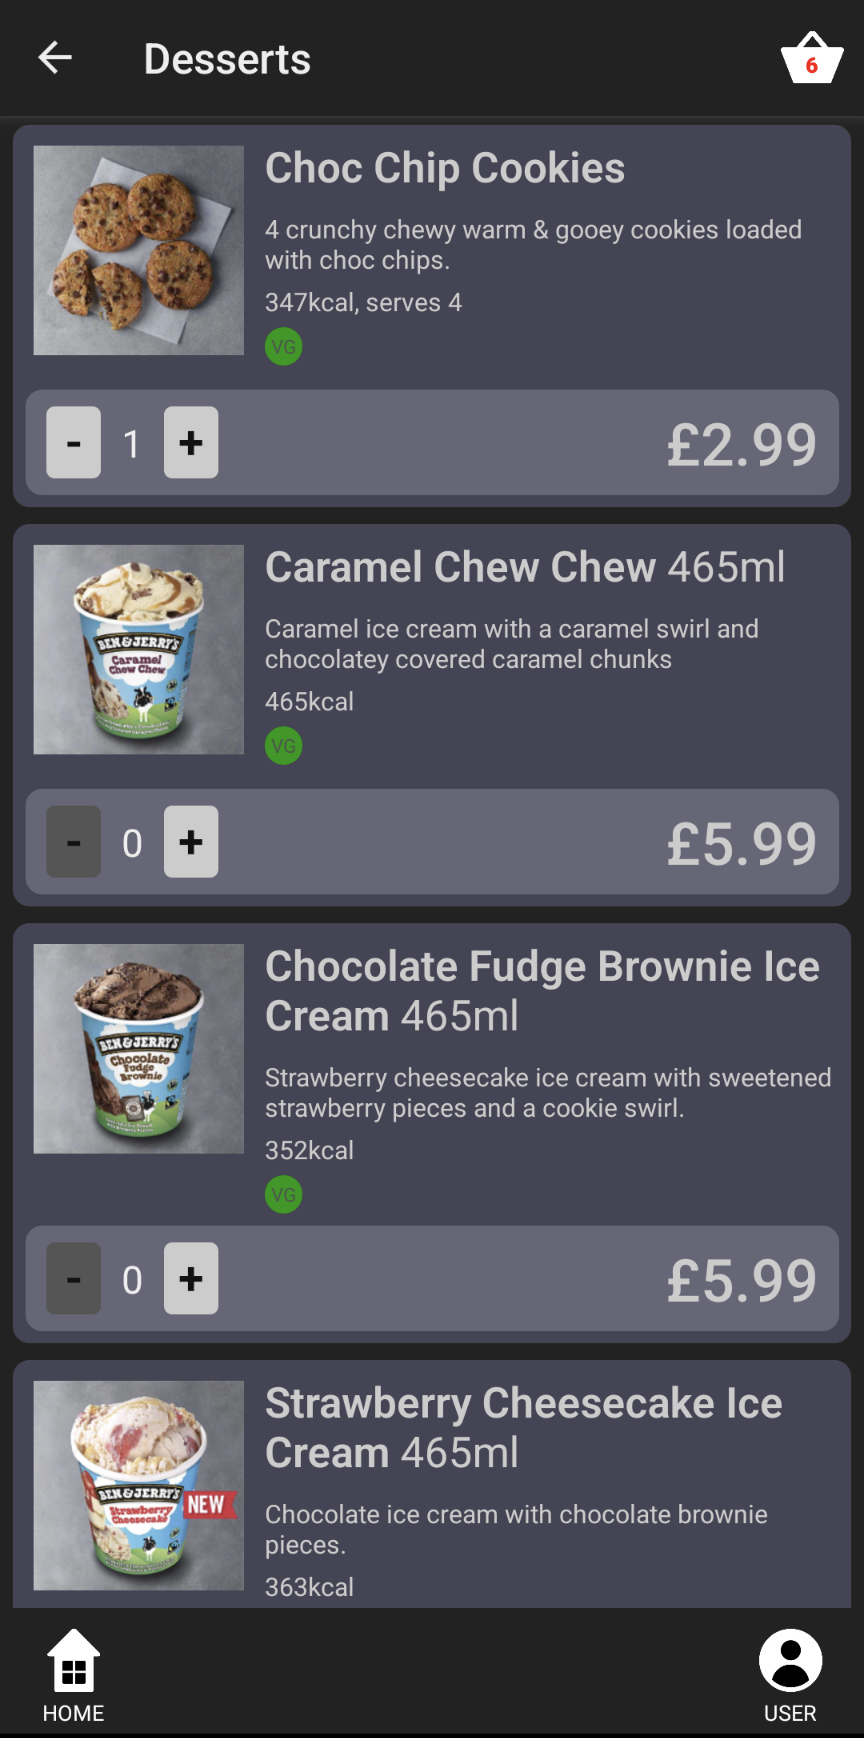 Desserts
6
Choc Chip Cookies
4 crunchy chewy warm & gooey cookies loaded
with choc chips.
347kcal, serves 4
VG
- 1 + £2.99
BEN & JERRY'S
Caramel
Chew Chew
Caramel Chew Chew 465ml
Caramel ice cream with a caramel swirl and
chocolatey covered caramel chunks
465kcal
VG
- 0 + £5.99
BEN & JERRY'S
Chocolate
Fudge
Brownie
Chocolate Fudge Brownie Ice
Cream 465ml
Strawberry cheesecake ice cream with sweetened
strawberry pieces and a cookie swirl.
352kcal
VG
- 0 + £5.99
BEN & JERRY'S
Strawberry
Cheesecake
NEW
Strawberry Cheesecake Ice
Cream 465ml
Chocolate ice cream with chocolate brownie
pieces.
363kcal
HOME
USER